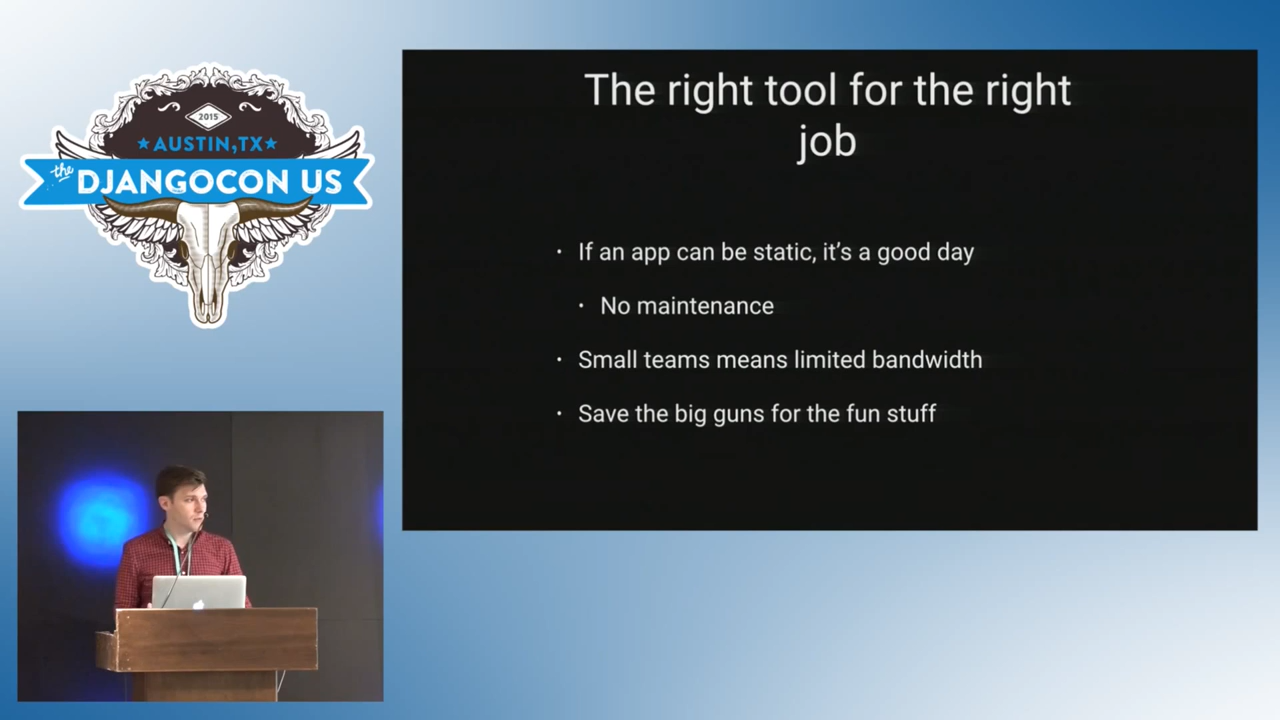 2015
AUSTIN,TX
the DJANGOCON US
The right tool for the right
job
· If an app can be static, it’s a good day
· No maintenance
· Small teams means limited bandwidth
· Save the big guns for the fun stuff